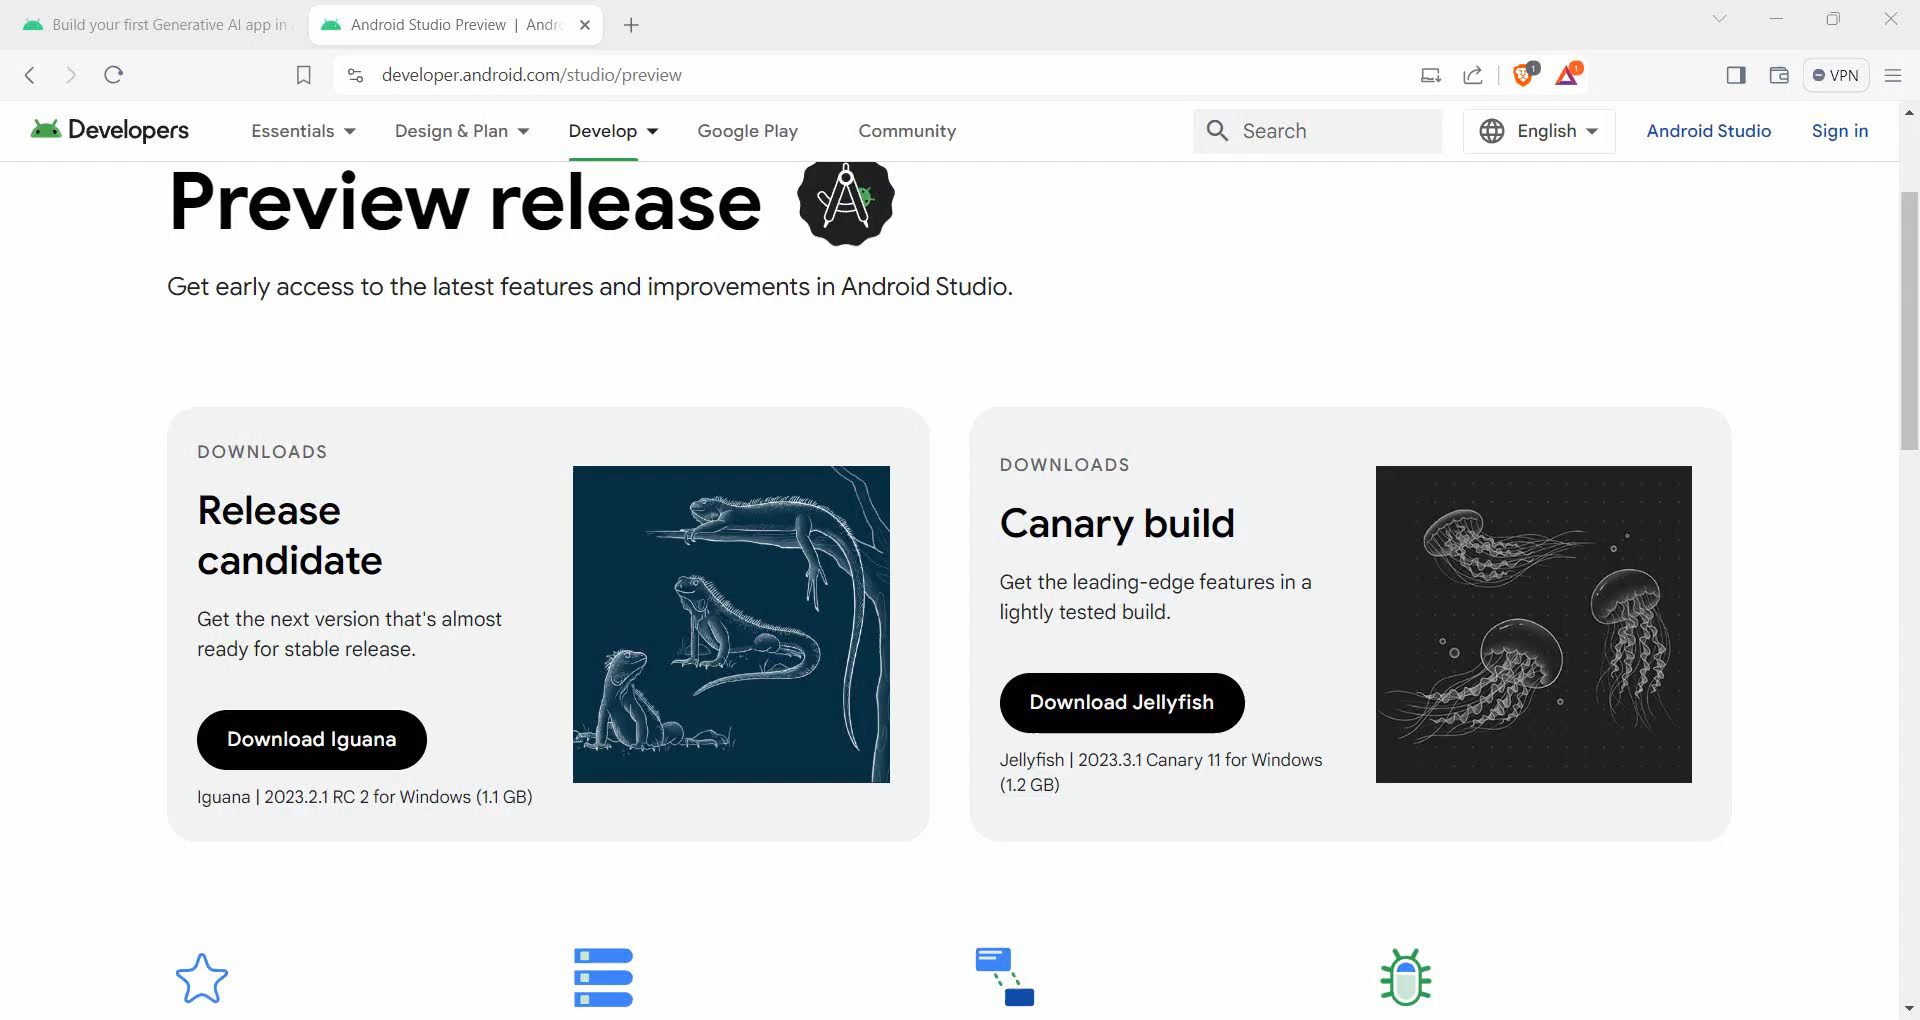 Build your first Generative AI app in
Android Studio Preview | Andr
developer.android.com/studio/preview
1
1
VPN
Developers
Essentials
Design & Plan
Develop
Google Play
Community
Search
English
Android Studio
Sign in
Preview release
Get early access to the latest features and improvements in Android Studio.
DOWNLOADS
Release
candidate
Get the next version that's almost
ready for stable release.
Download Iguana
Iguana | 2023.2.1 RC 2 for Windows (1.1 GB)
DOWNLOADS
Canary build
Get the leading-edge features in a
lightly tested build.
Download Jellyfish
Jellyfish | 2023.3.1 Canary 11 for Windows
(1.2 GB)